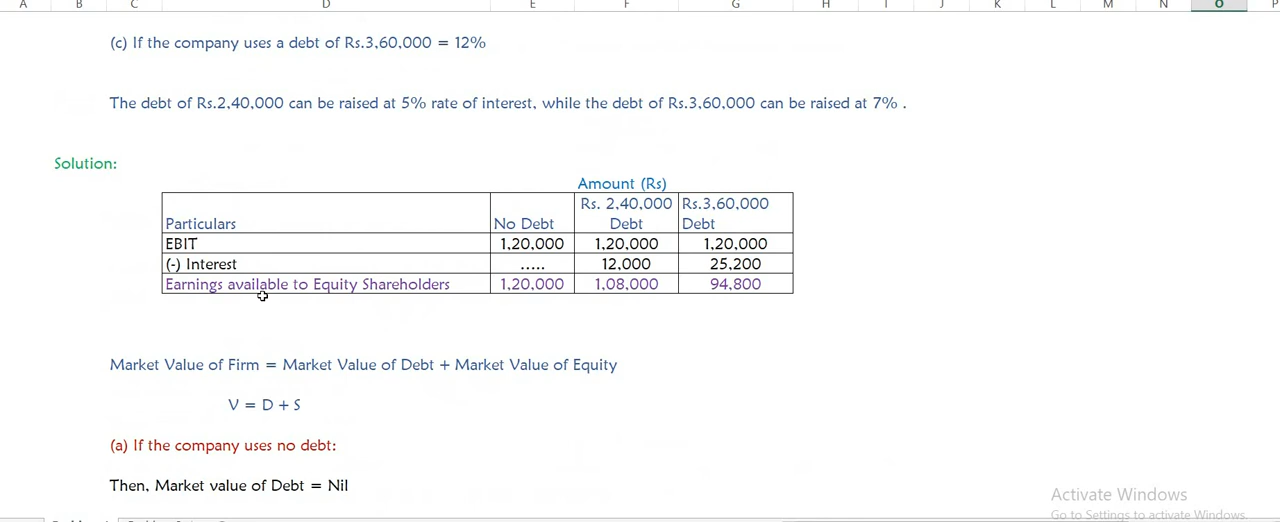 A B C D E F G H I J K L M N O P
(c) If the company uses a debt of Rs.3,60,000 = 12%
The debt of Rs.2,40,000 can be raised at 5% rate of interest, while the debt of Rs.3,60,000 can be raised at 7% .
Solution:
Amount (Rs)
Particulars No Debt Rs. 2,40,000 Debt Rs.3,60,000 Debt
EBIT 1,20,000 1,20,000 1,20,000
(-) Interest ..... 12,000 25,200
Earnings available to Equity Shareholders 1,20,000 1,08,000 94,800
Market Value of Firm = Market Value of Debt + Market Value of Equity
V = D + S
(a) If the company uses no debt:
Then, Market value of Debt = Nil
Activate Windows
Go to Settings to activate Windows.